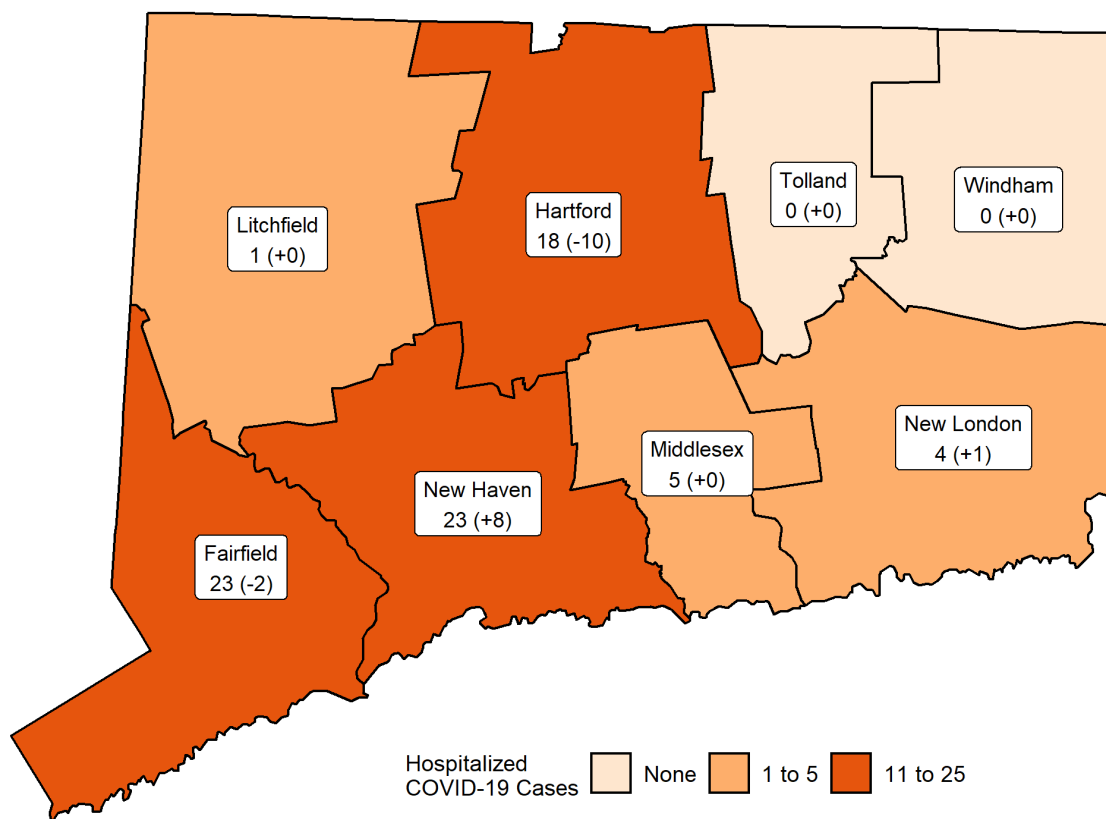 Litchfield
1 (+0)
Hartford
18 (-10)
Tolland
0 (+0)
Windham
0 (+0)
Fairfield
23 (-2)
New Haven
23 (+8)
Middlesex
5 (+0)
New London
4 (+1)
Hospitalized
COVID-19 Cases
None
1 to 5
11 to 25